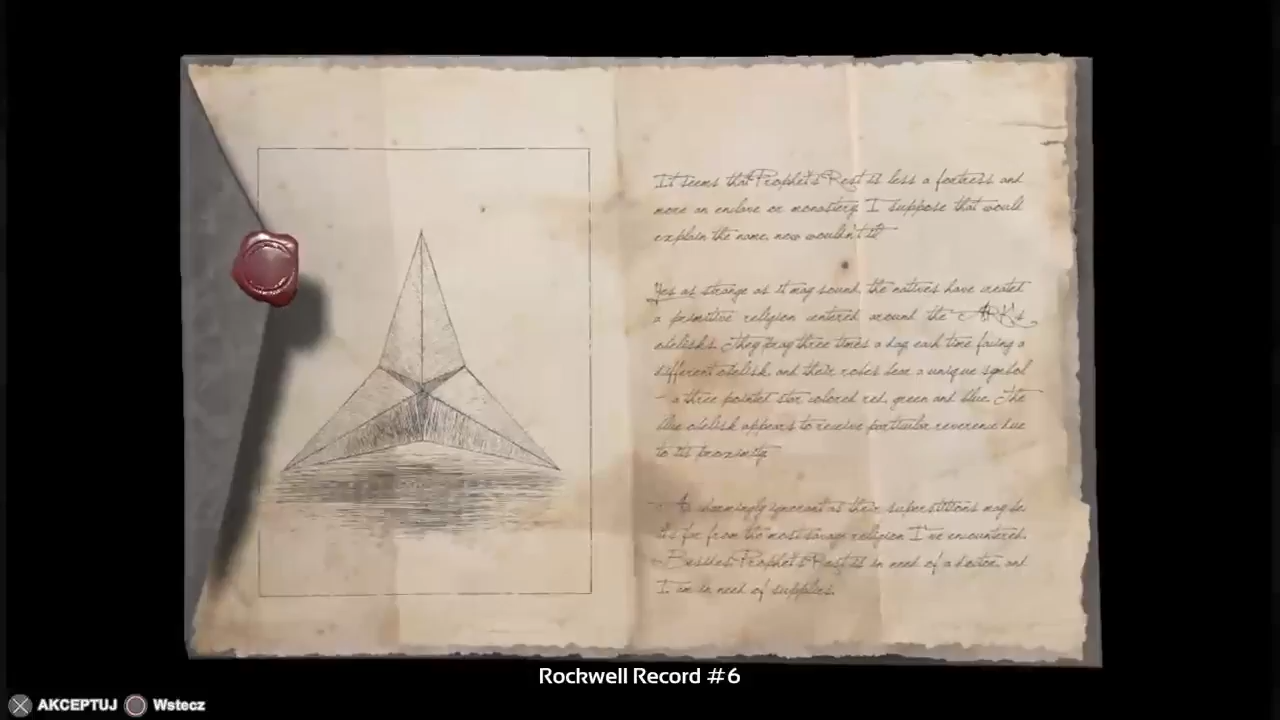 It seems that Prophet's Rest is less a fortress and
more an enclave or monastery. I suppose that would
explain the name, now wouldn't it?
Yes as strange as it may sound, the natives have created
a primitive religion centered around the ARK's
obelisks. They pray three times a day, each time facing a
different obelisk, and their robes bear a unique symbol
- a three pointed star colored red, green and blue. The
blue obelisk appears to receive particular reverence due
to its proximity.
As charmingly ignorant as their superstitions may be,
it's far from the most savage religion I've encountered.
Besides, Prophet's Rest is in need of a doctor, and
I am in need of supplies.
Rockwell Record #6
AKCEPTUJ Wstecz